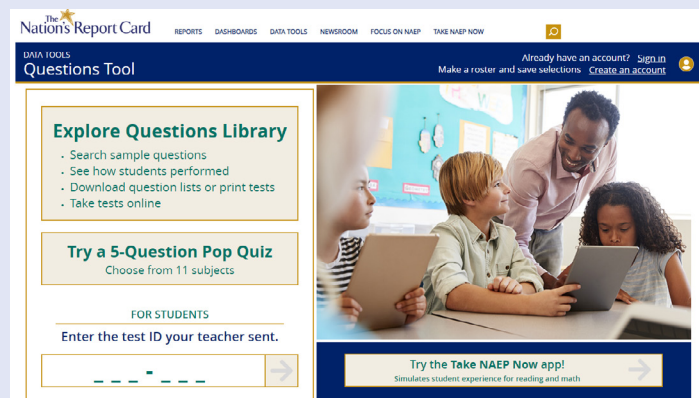 The
Nation's Report Card
REPORTS DASHBOARDS DATA TOOLS NEWSROOM FOCUS ON NAEP TAKE NAEP NOW
DATA TOOLS
Questions Tool
Already have an account? Sign in
Make a roster and save selections Create an account
Explore Questions Library
• Search sample questions
• See how students performed
• Download question lists or print tests
• Take tests online
Try a 5-Question Pop Quiz
Choose from 11 subjects
FOR STUDENTS
Enter the test ID your teacher sent.
_ _ _ - _ _ _
Try the Take NAEP Now app!
Simulates student experience for reading and math